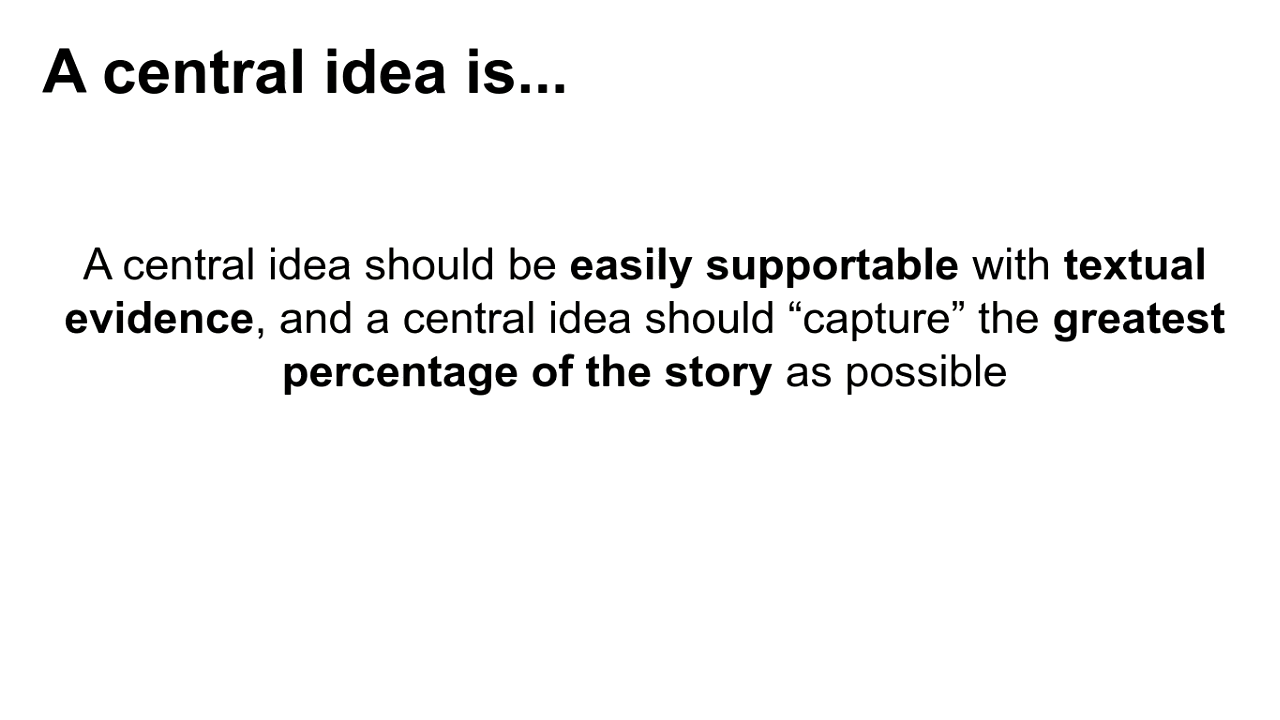 A central idea is...
A central idea should be easily supportable with textual
evidence, and a central idea should “capture” the greatest
percentage of the story as possible